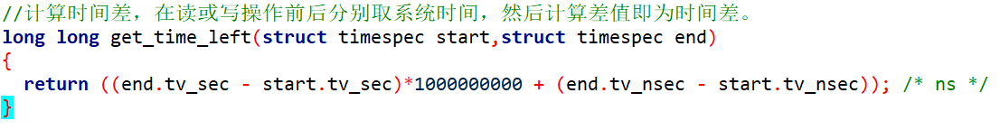 //计算时间差，在读或写操作前后分别取系统时间，然后计算差值即为时间差。
long long get_time_left(struct timespec start,struct timespec end)
{
  return ((end.tv_sec - start.tv_sec)*1000000000 + (end.tv_nsec - start.tv_nsec)); /* ns */
}